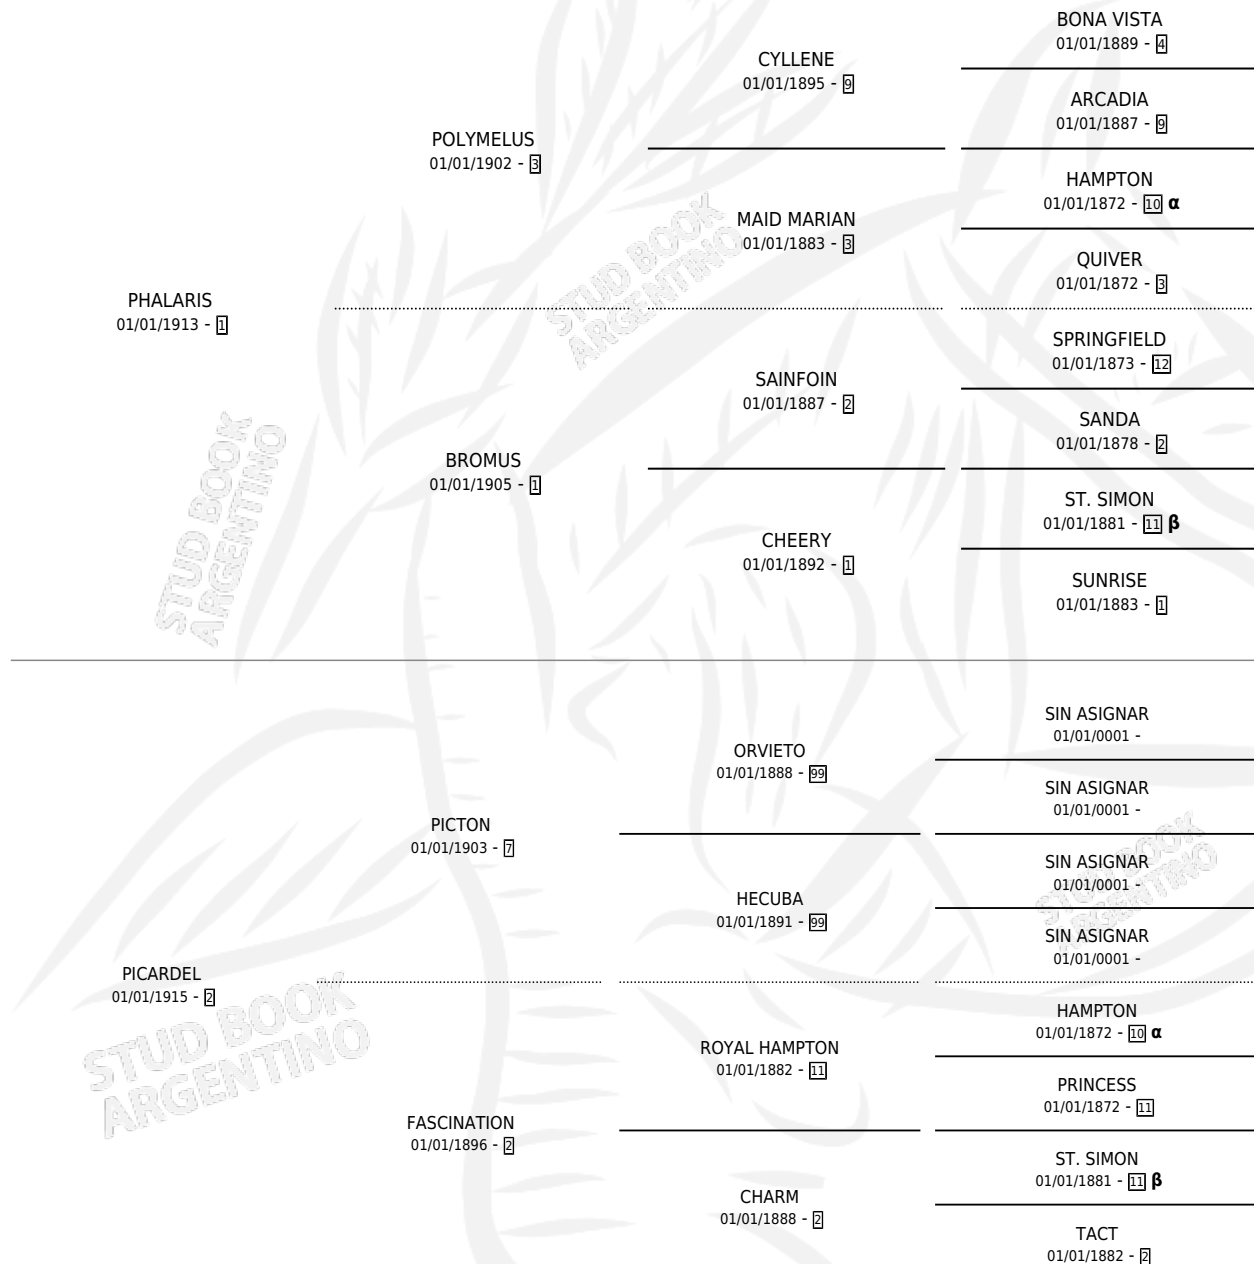 BONA VISTA
01/01/1889 - 4
CYLLENE
01/01/1895 - 9
ARCADIA
01/01/1887 - 9
POLYMELUS
01/01/1902 - 3
HAMPTON
01/01/1872 - 10 α
MAID MARIAN
01/01/1883 - 3
QUIVER
01/01/1872 - 3
PHALARIS
01/01/1913 - 1
SPRINGFIELD
01/01/1873 - 12
SAINFOIN
01/01/1887 - 2
SANDA
01/01/1878 - 2
BROMUS
01/01/1905 - 1
ST. SIMON
01/01/1881 - 11 β
CHEERY
01/01/1892 - 1
SUNRISE
01/01/1883 - 1
SIN ASIGNAR
01/01/0001 -
ORVIETO
01/01/1888 - 99
SIN ASIGNAR
01/01/0001 -
PICTON
01/01/1903 - 7
SIN ASIGNAR
01/01/0001 -
HECUBA
01/01/1891 - 99
SIN ASIGNAR
01/01/0001 -
PICARDEL
01/01/1915 - 2
HAMPTON
01/01/1872 - 10 α
ROYAL HAMPTON
01/01/1882 - 11
PRINCESS
01/01/1872 - 11
FASCINATION
01/01/1896 - 2
ST. SIMON
01/01/1881 - 11 β
CHARM
01/01/1888 - 2
TACT
01/01/1882 - 2
STUD BOOK
ARGENTINO
STUD BOOK
ARGENTINO
STUD BOOK
ARGENTINO
STUD BOOK
ARGENTINO